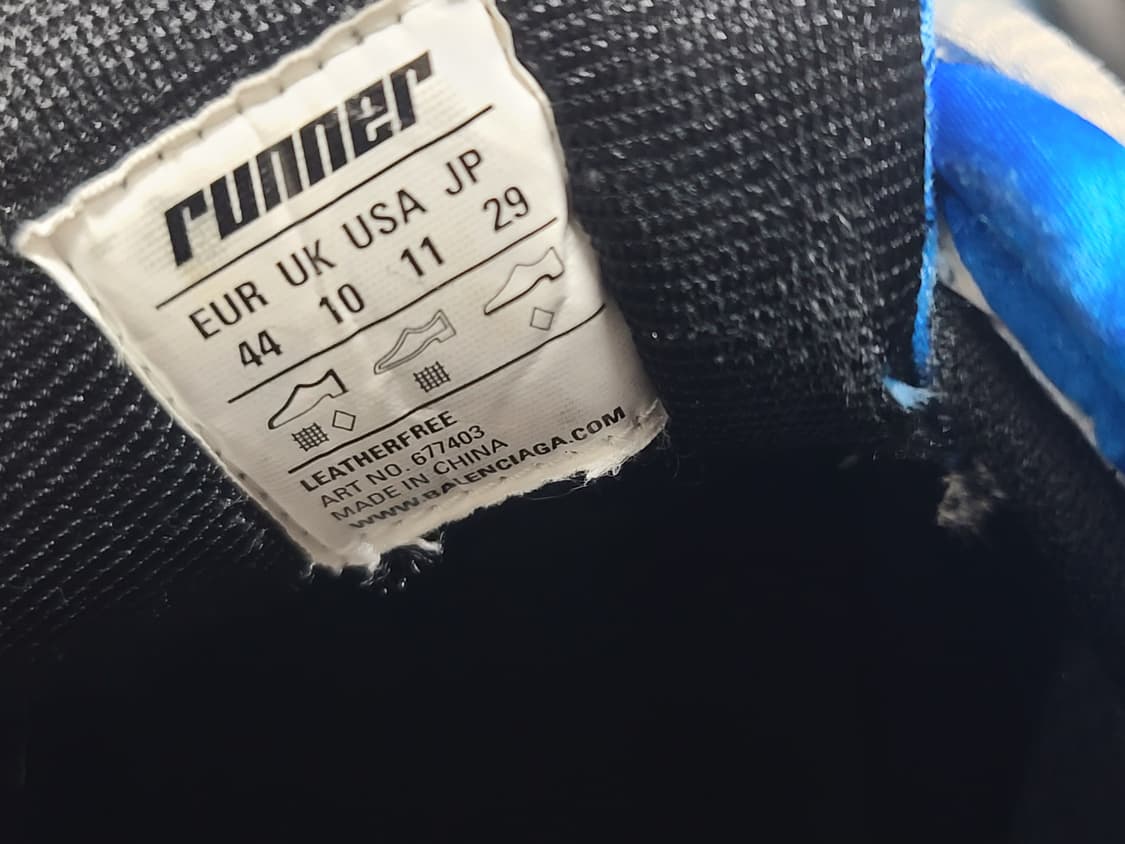 runner
EUR UK USA JP
44 10 11 29
LEATHERFREE
ART NO. 677403
MADE IN CHINA
WWW.BALENCIAGA.COM